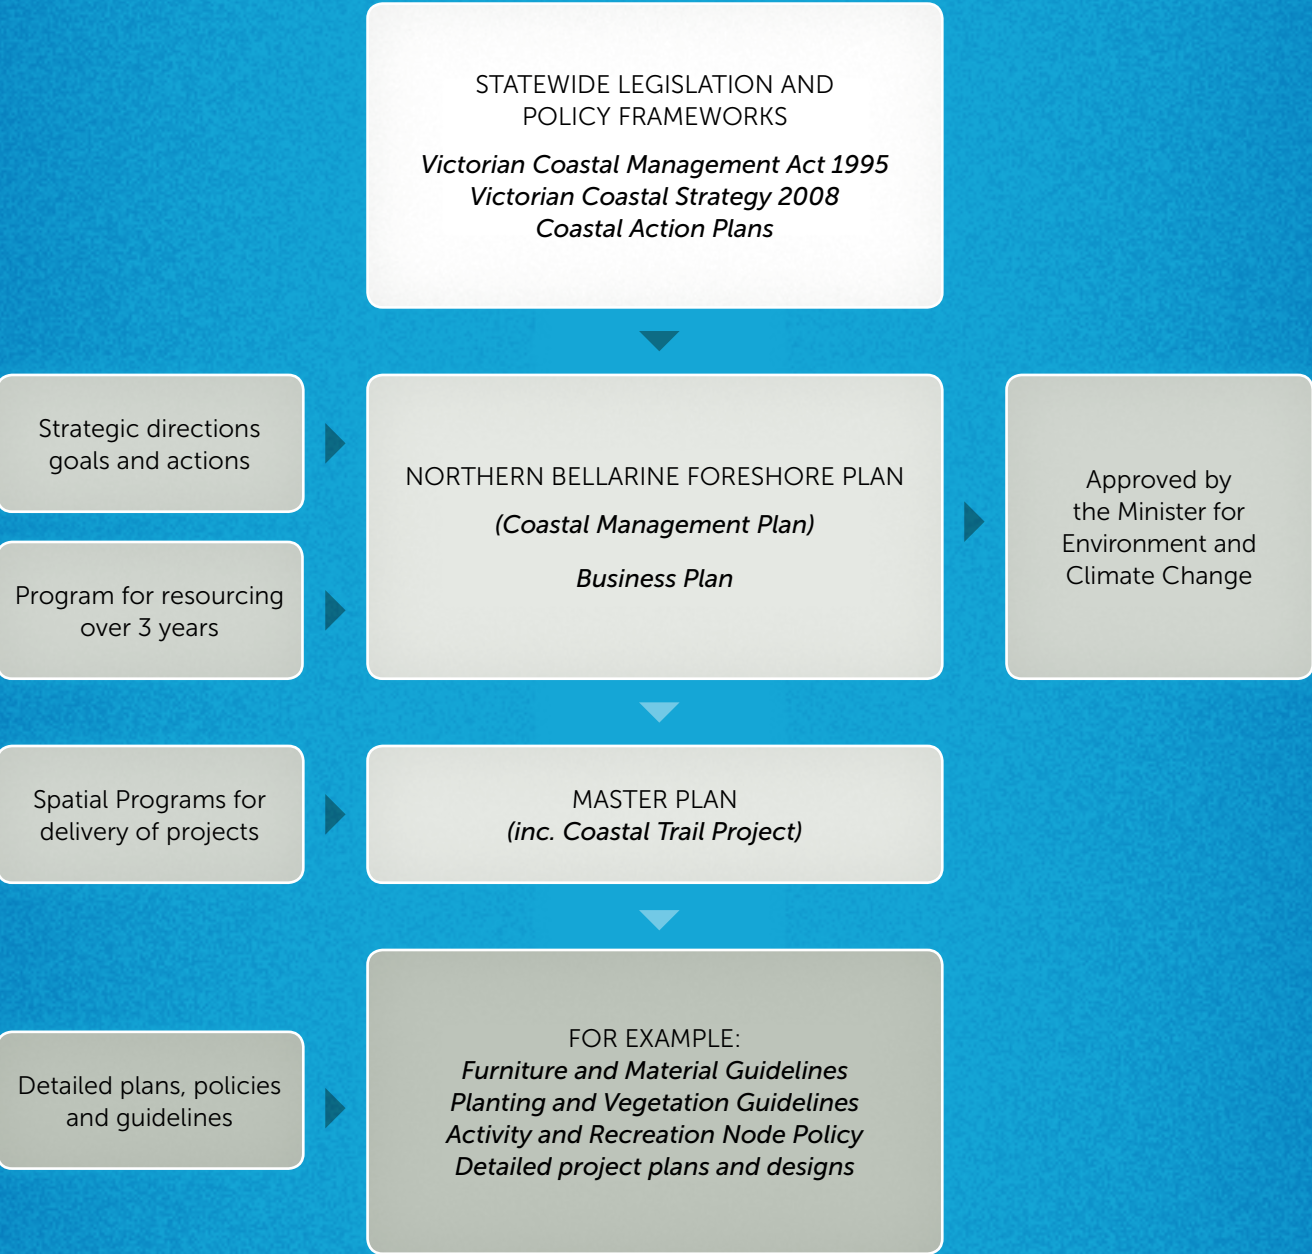 STATEWIDE LEGISLATION AND
POLICY FRAMEWORKS
Victorian Coastal Management Act 1995
Victorian Coastal Strategy 2008
Coastal Action Plans
Strategic directions
goals and actions
Program for resourcing
over 3 years
NORTHERN BELLARINE FORESHORE PLAN
(Coastal Management Plan)
Business Plan
Approved by
the Minister for
Environment and
Climate Change
Spatial Programs for
delivery of projects
MASTER PLAN
(inc. Coastal Trail Project)
Detailed plans, policies
and guidelines
FOR EXAMPLE:
Furniture and Material Guidelines
Planting and Vegetation Guidelines
Activity and Recreation Node Policy
Detailed project plans and designs